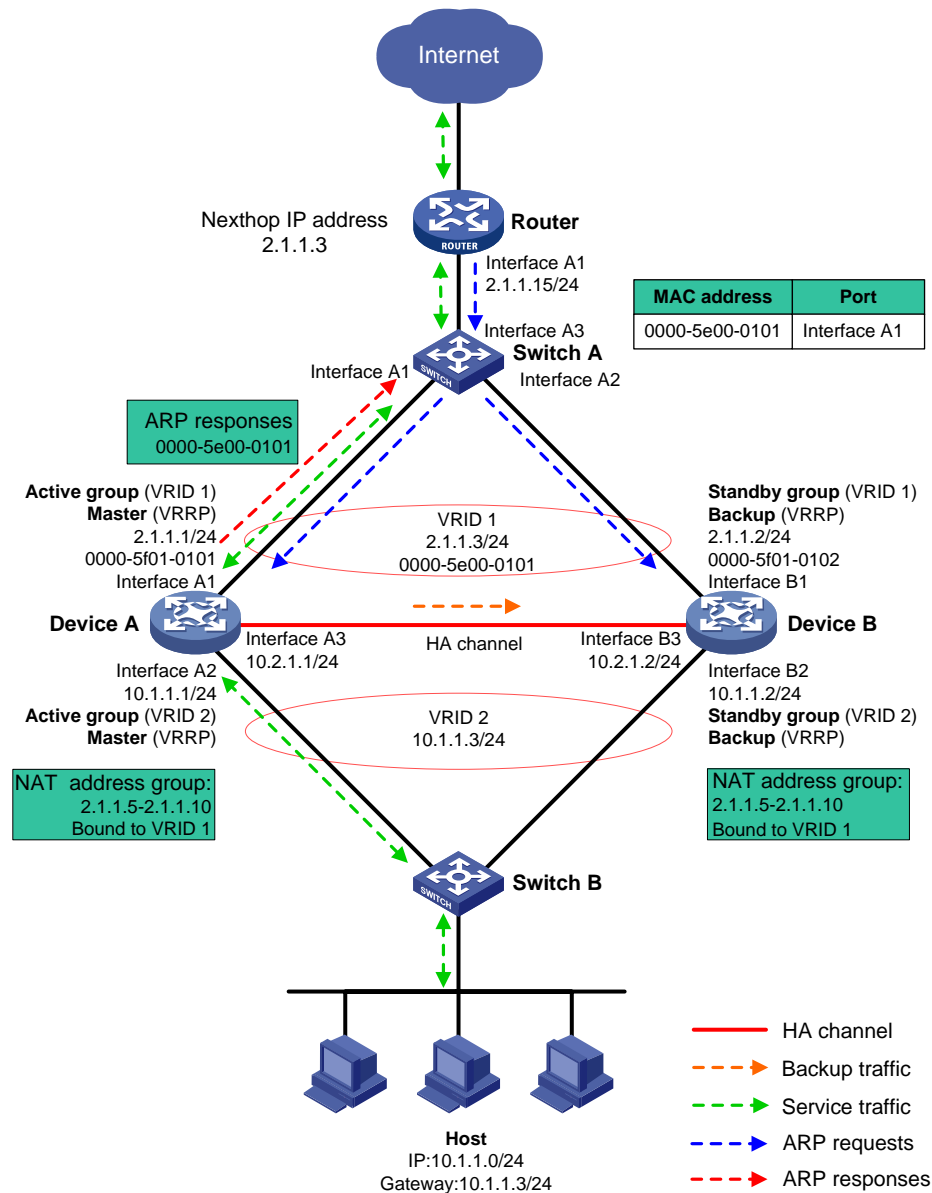 Internet
Nexthop IP address
2.1.1.3
Router
ROUTER
Interface A1
2.1.1.15/24
MAC address Port
0000-5e00-0101 Interface A1
Interface A3
Switch A
SWITCH
Interface A1
Interface A2
ARP responses
0000-5e00-0101
Active group (VRID 1)
Master (VRRP)
2.1.1.1/24
0000-5f01-0101
Interface A1
VRID 1
2.1.1.3/24
0000-5e00-0101
Standby group (VRID 1)
Backup (VRRP)
2.1.1.2/24
0000-5f01-0102
Interface B1
Device A
Interface A3
10.2.1.1/24
HA channel
Interface B3
10.2.1.2/24
Device B
Interface A2
10.1.1.1/24
Active group (VRID 2)
Master (VRRP)
VRID 2
10.1.1.3/24
Interface B2
10.1.1.2/24
Standby group (VRID 2)
Backup (VRRP)
NAT address group:
2.1.1.5-2.1.1.10
Bound to VRID 1
NAT address group:
2.1.1.5-2.1.1.10
Bound to VRID 1
SWITCH
Switch B
Host
IP:10.1.1.0/24
Gateway:10.1.1.3/24
HA channel
Backup traffic
Service traffic
ARP requests
ARP responses